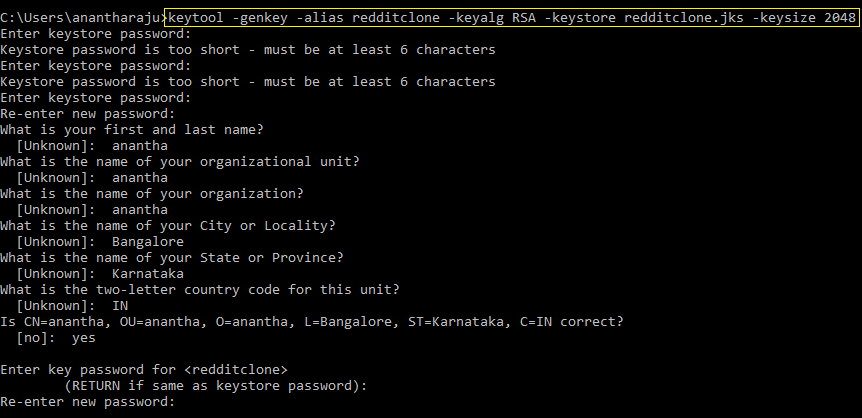 C:\Users\anantharaju>keytool -genkey -alias redditclone -keyalg RSA -keystore redditclone.jks -keysize 2048
Enter keystore password:
Keystore password is too short - must be at least 6 characters
Enter keystore password:
Keystore password is too short - must be at least 6 characters
Enter keystore password:
Re-enter new password:
What is your first and last name?
  [Unknown]:  anantha
What is the name of your organizational unit?
  [Unknown]:  anantha
What is the name of your organization?
  [Unknown]:  anantha
What is the name of your City or Locality?
  [Unknown]:  Bangalore
What is the name of your State or Province?
  [Unknown]:  Karnataka
What is the two-letter country code for this unit?
  [Unknown]:  IN
Is CN=anantha, OU=anantha, O=anantha, L=Bangalore, ST=Karnataka, C=IN correct?
  [no]:  yes

Enter key password for <redditclone>
        (RETURN if same as keystore password):
Re-enter new password: